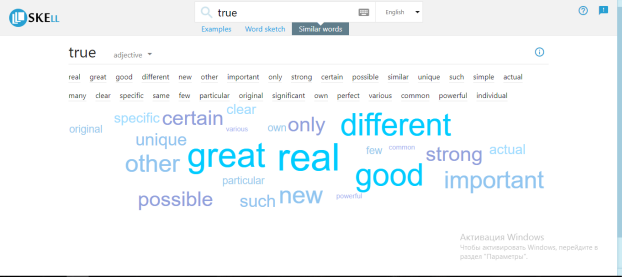 SKELL
true English
Examples Word sketch Similar words
true adjective
real great good different new other important only strong certain possible similar unique such simple actual
many clear specific same few particular original significant own perfect various common powerful individual
clear
specific certain
original various own only different
unique few common strong actual
other great real
particular good important
possible such new powerful
Активация Windows
Чтобы активировать Windows, перейдите в
раздел "Параметры".